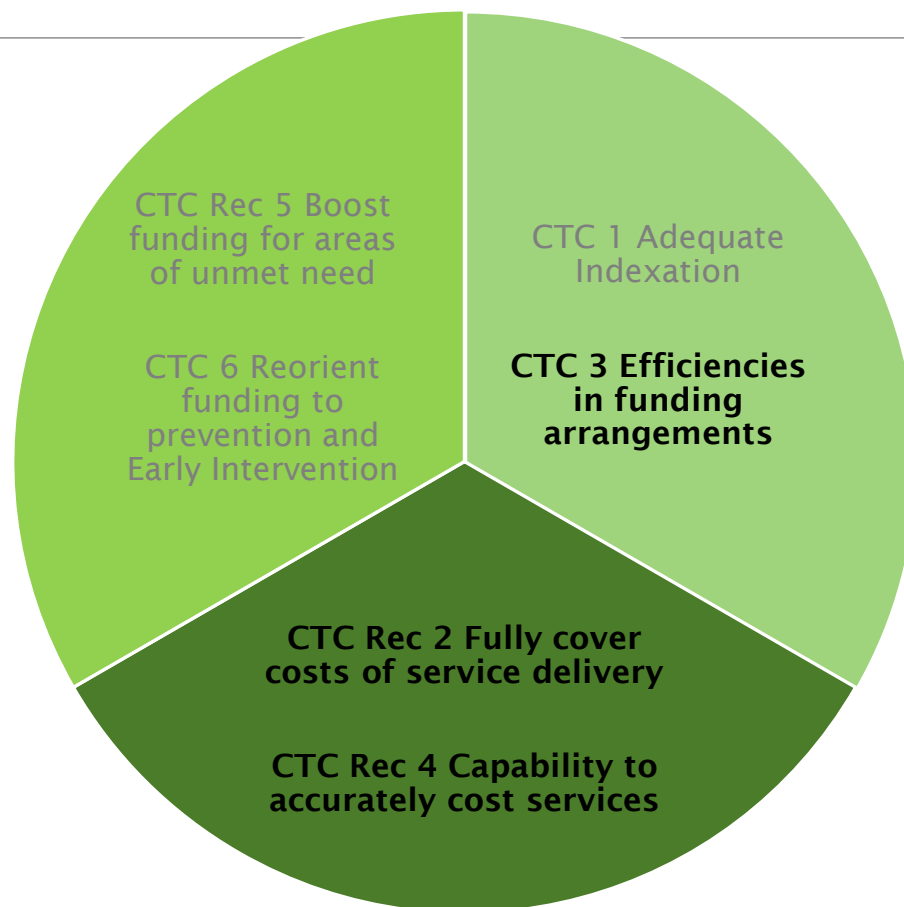 CTC Rec 5 Boost
funding for areas
of unmet need
CTC 6 Reorient
funding to
prevention and
Early Intervention
CTC 1 Adequate
Indexation
CTC 3 Efficiencies
in funding
arrangements
CTC Rec 2 Fully cover
costs of service delivery
CTC Rec 4 Capability to
accurately cost services